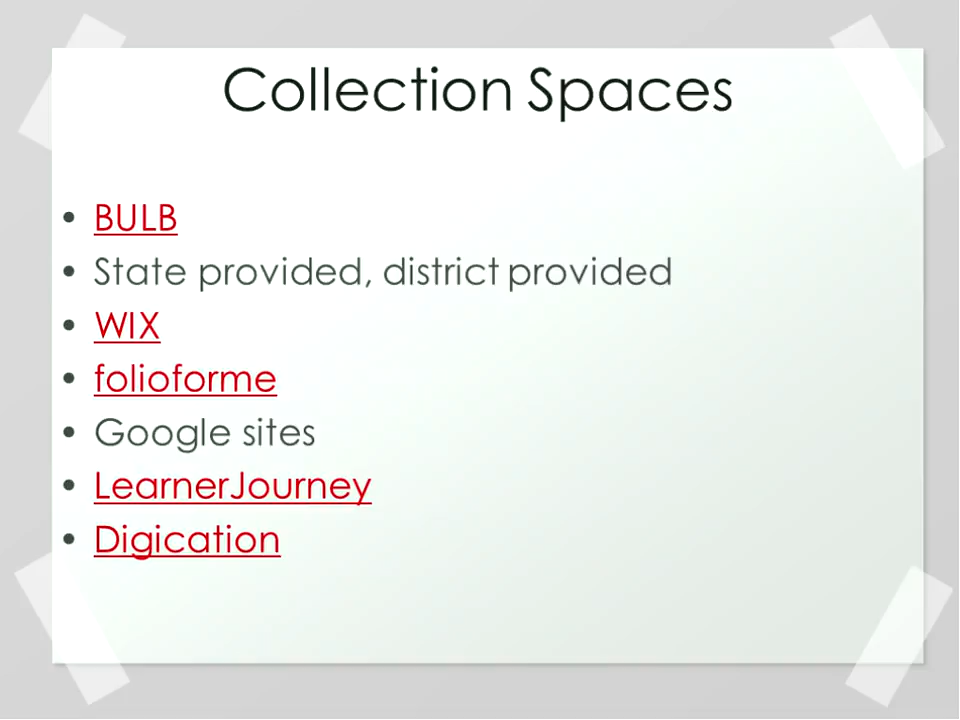 Collection Spaces
• BULB
• State provided, district provided
• WIX
• folioforme
• Google sites
• LearnerJourney
• Digication